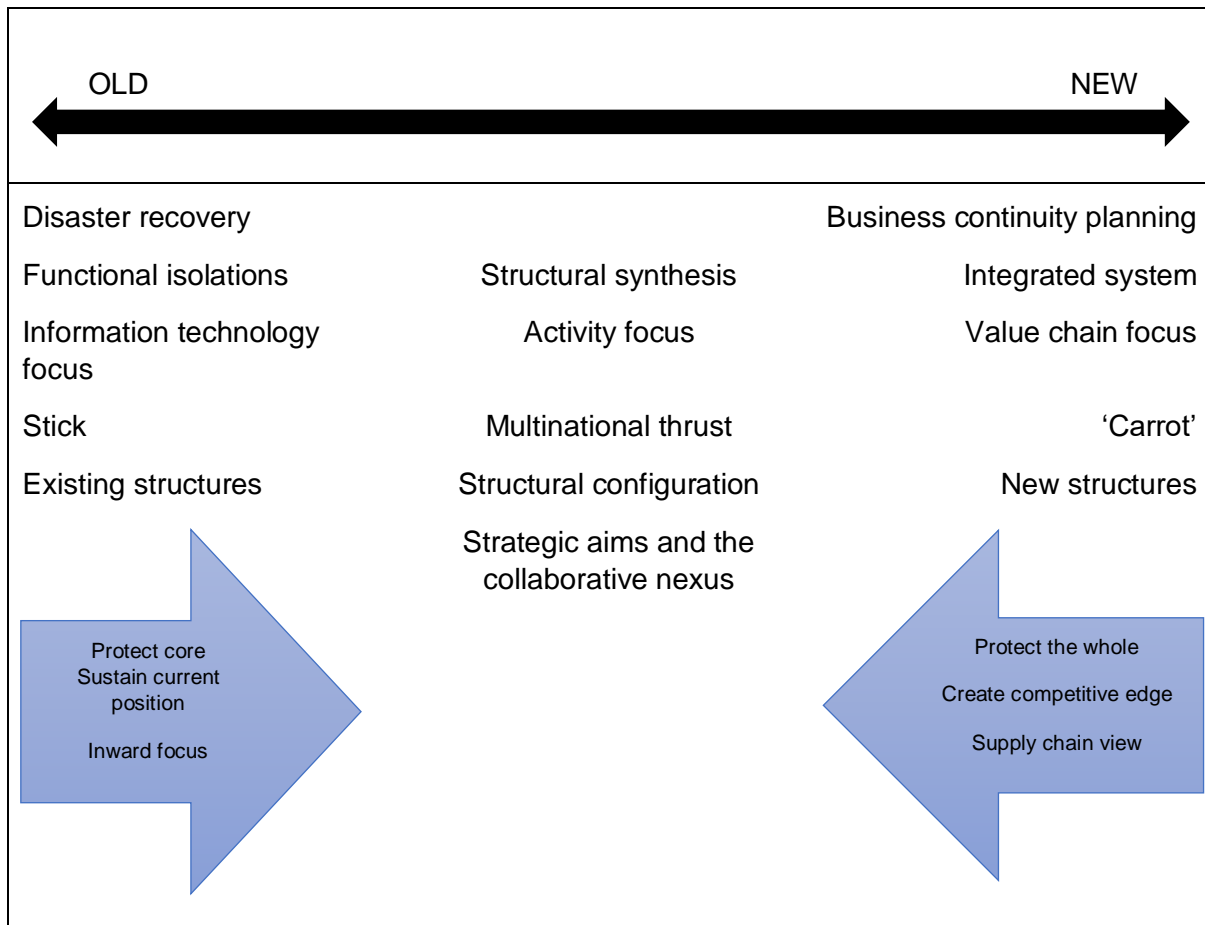 OLD NEW
Disaster recovery Business continuity planning
Functional isolations Structural synthesis Integrated system
Information technology Activity focus Value chain focus
focus
Stick Multinational thrust ‘Carrot’
Existing structures Structural configuration New structures
Strategic aims and the
collaborative nexus
Protect core
Sustain current
position
Inward focus
Protect the whole
Create competitive edge
Supply chain view